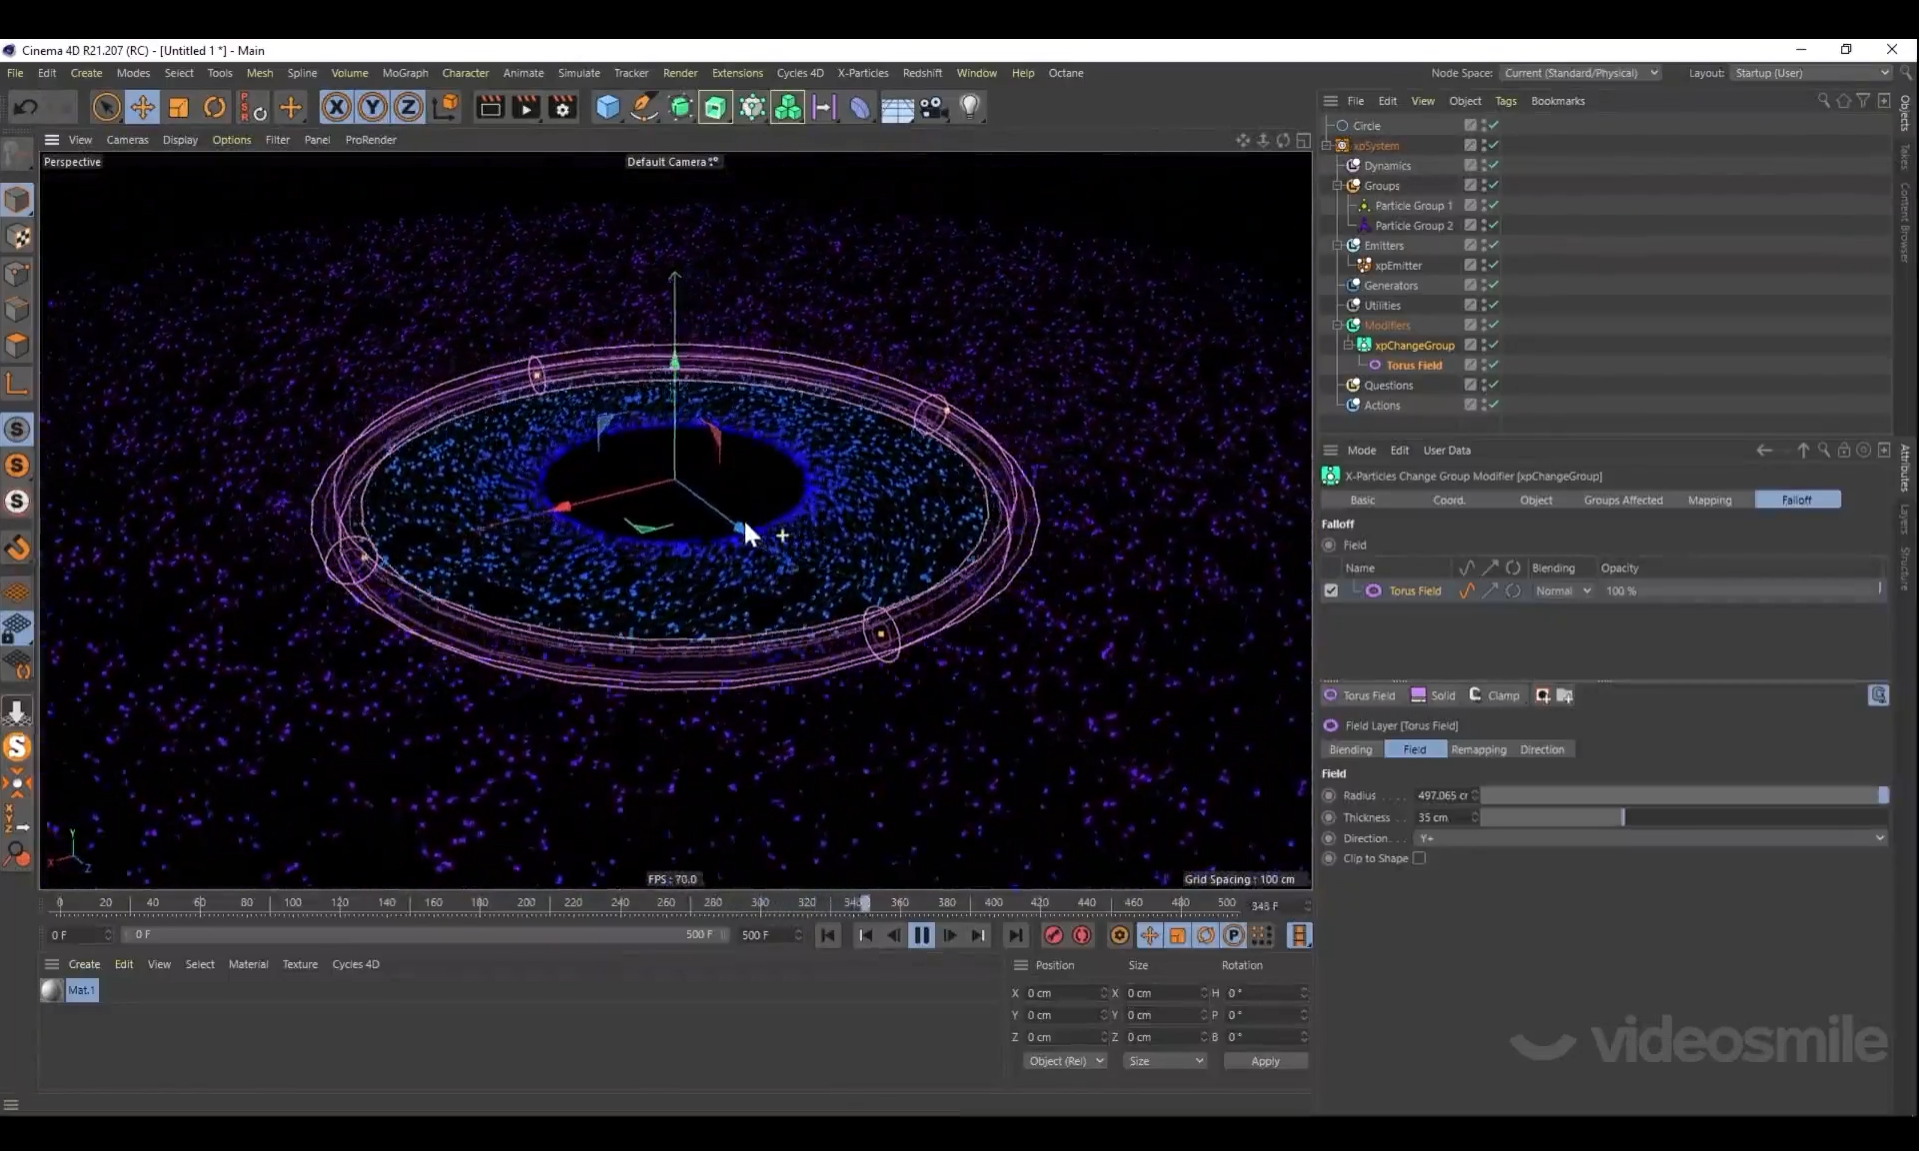 Cinema 4D R21.207 (RC) - [Untitled 1 *] - Main
File Edit Create Modes Select Tools Mesh Spline Volume MoGraph Character Animate Simulate Tracker Render Extensions Cycles 4D X-Particles Redshift Window Help Octane
Node Space: Current (Standard/Physical) Layout: Startup (User)
View Cameras Display Options Filter Panel ProRender
Perspective
Default Camera
FPS : 70.0
Grid Spacing : 100 cm
File Edit View Object Tags Bookmarks
Circle
xpSystem
Dynamics
Groups
Particle Group 1
Particle Group 2
Emitters
xpEmitter
Generators
Utilities
Modifiers
xpChangeGroup
Torus Field
Questions
Actions
Objects
Takes
Content Browser
Mode Edit User Data
X-Particles Change Group Modifier [xpChangeGroup]
Basic Coord. Object Groups Affected Mapping Falloff
Falloff
Field
Name Blending Opacity
Torus Field Normal 100 %
Attributes
Layers
Structure
Torus Field Solid Clamp
Field Layer [Torus Field]
Blending Field Remapping Direction
Field
Radius . . . . 497.065 cr
Thickness . . 35 cm
Direction. . . Y+
Clip to Shape
0 20 40 60 80 100 120 140 160 180 200 220 240 260 280 300 320 340 360 380 400 420 440 460 480 500
0 F 0 F 500 F 500 F
Create Edit View Select Material Texture Cycles 4D
Mat.1
Position Size Rotation
X 0 cm X 0 cm H 0 °
Y 0 cm Y 0 cm P 0 °
Z 0 cm Z 0 cm B 0 °
Object (Rel) Size Apply
videosmile